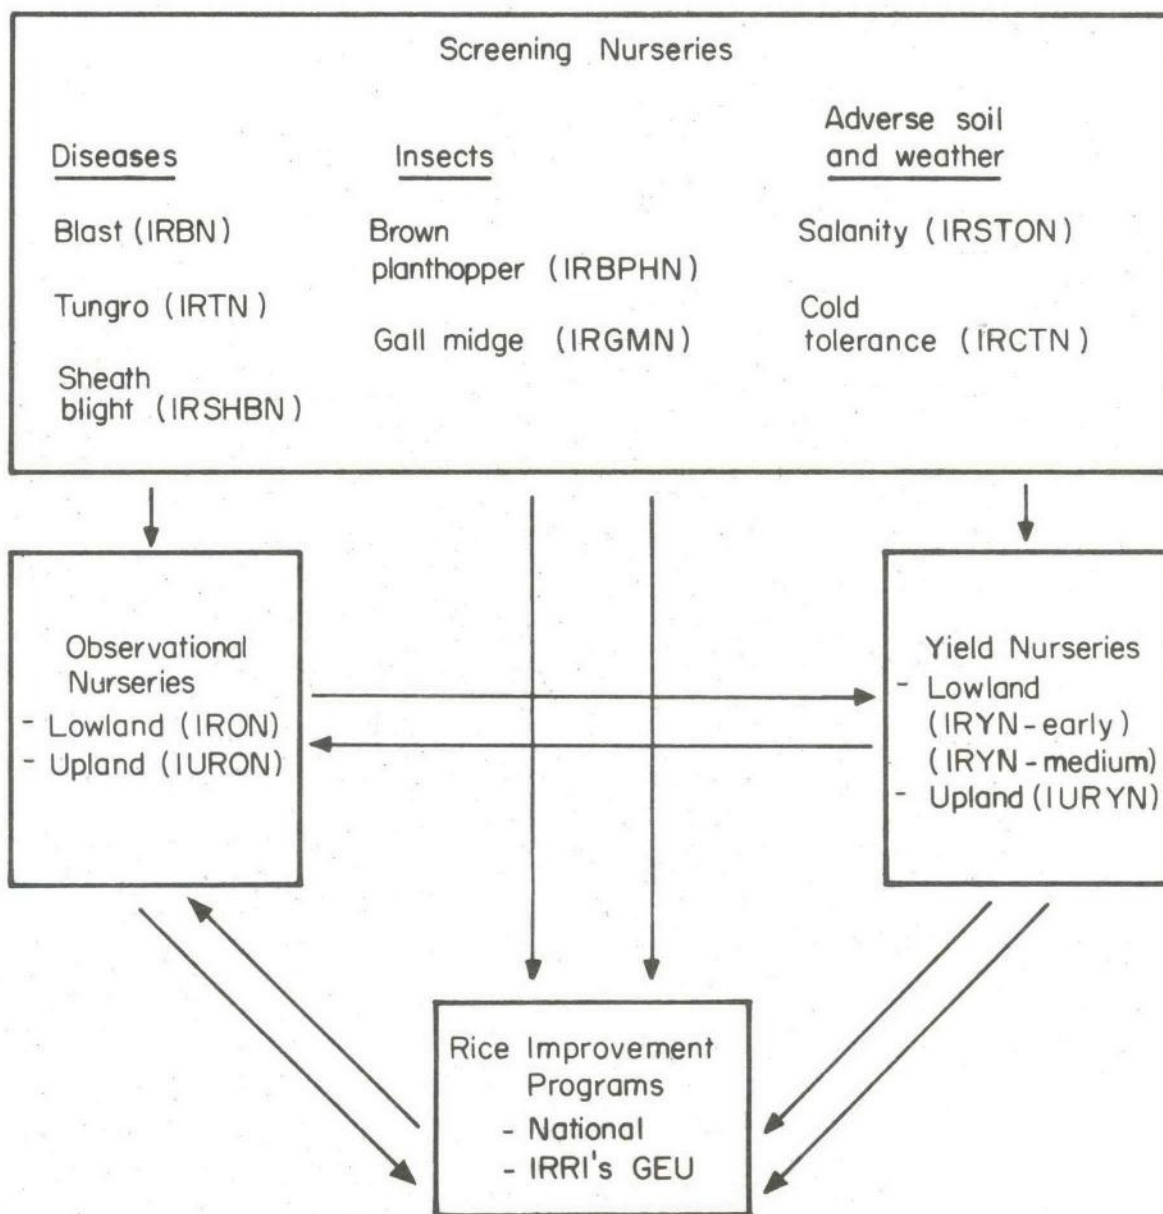 Screening Nurseries
Diseases
Blast (IRBN)
Tungro (IRTN)
Sheath
blight (IRSHBN)
Insects
Brown
planthopper (IRBPHN)
Gall midge (IRGMN)
Adverse soil
and weather
Salanity (IRSTON)
Cold
tolerance (IRCTN)
Observational
Nurseries
- Lowland (IRON)
- Upland (IURON)
Yield Nurseries
- Lowland
(IRYN-early)
(IRYN-medium)
- Upland (IURYN)
Rice Improvement
Programs
- National
- IRRI's GEU